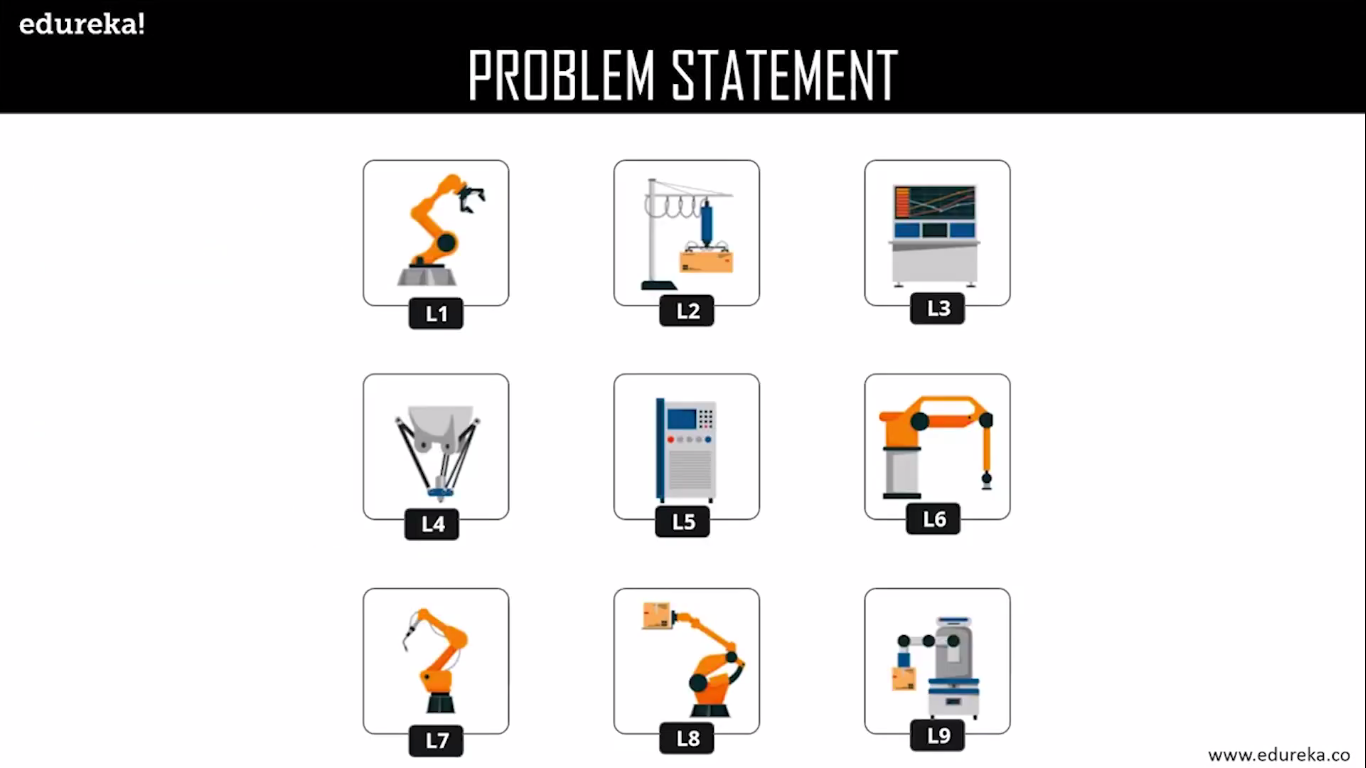 edureka!
PROBLEM STATEMENT
L1
L2
L3
L4
L5
L6
L7
L8
L9
www.edureka.co